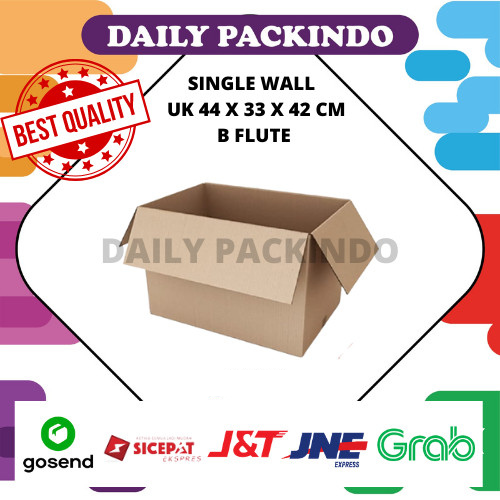 DAILY PACKINDO
BEST QUALITY
SINGLE WALL
UK 44 X 33 X 42 CM
B FLUTE
DAILY PACKINDO
gosend
SICEPAT
EKSPRES
J&T
JNE
EXPRESS
Grab